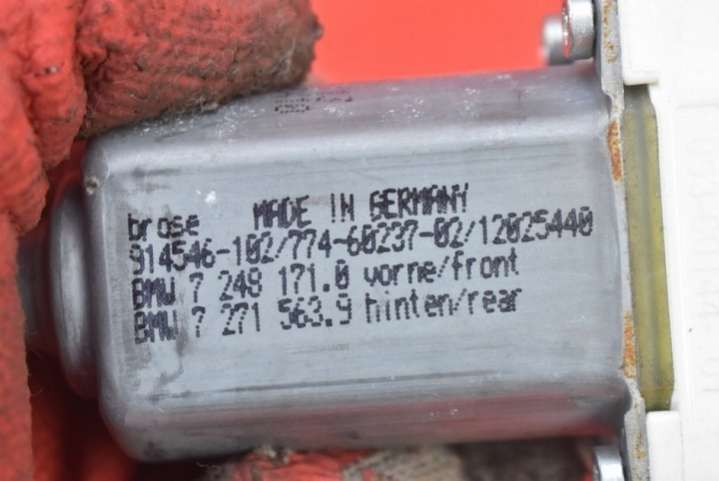 brose MADE IN GERMANY
914546-102/774-60237-02/12025440
BMW 7 249 171.0 vorne/front
BMW 7 271 563.9 hinten/rear